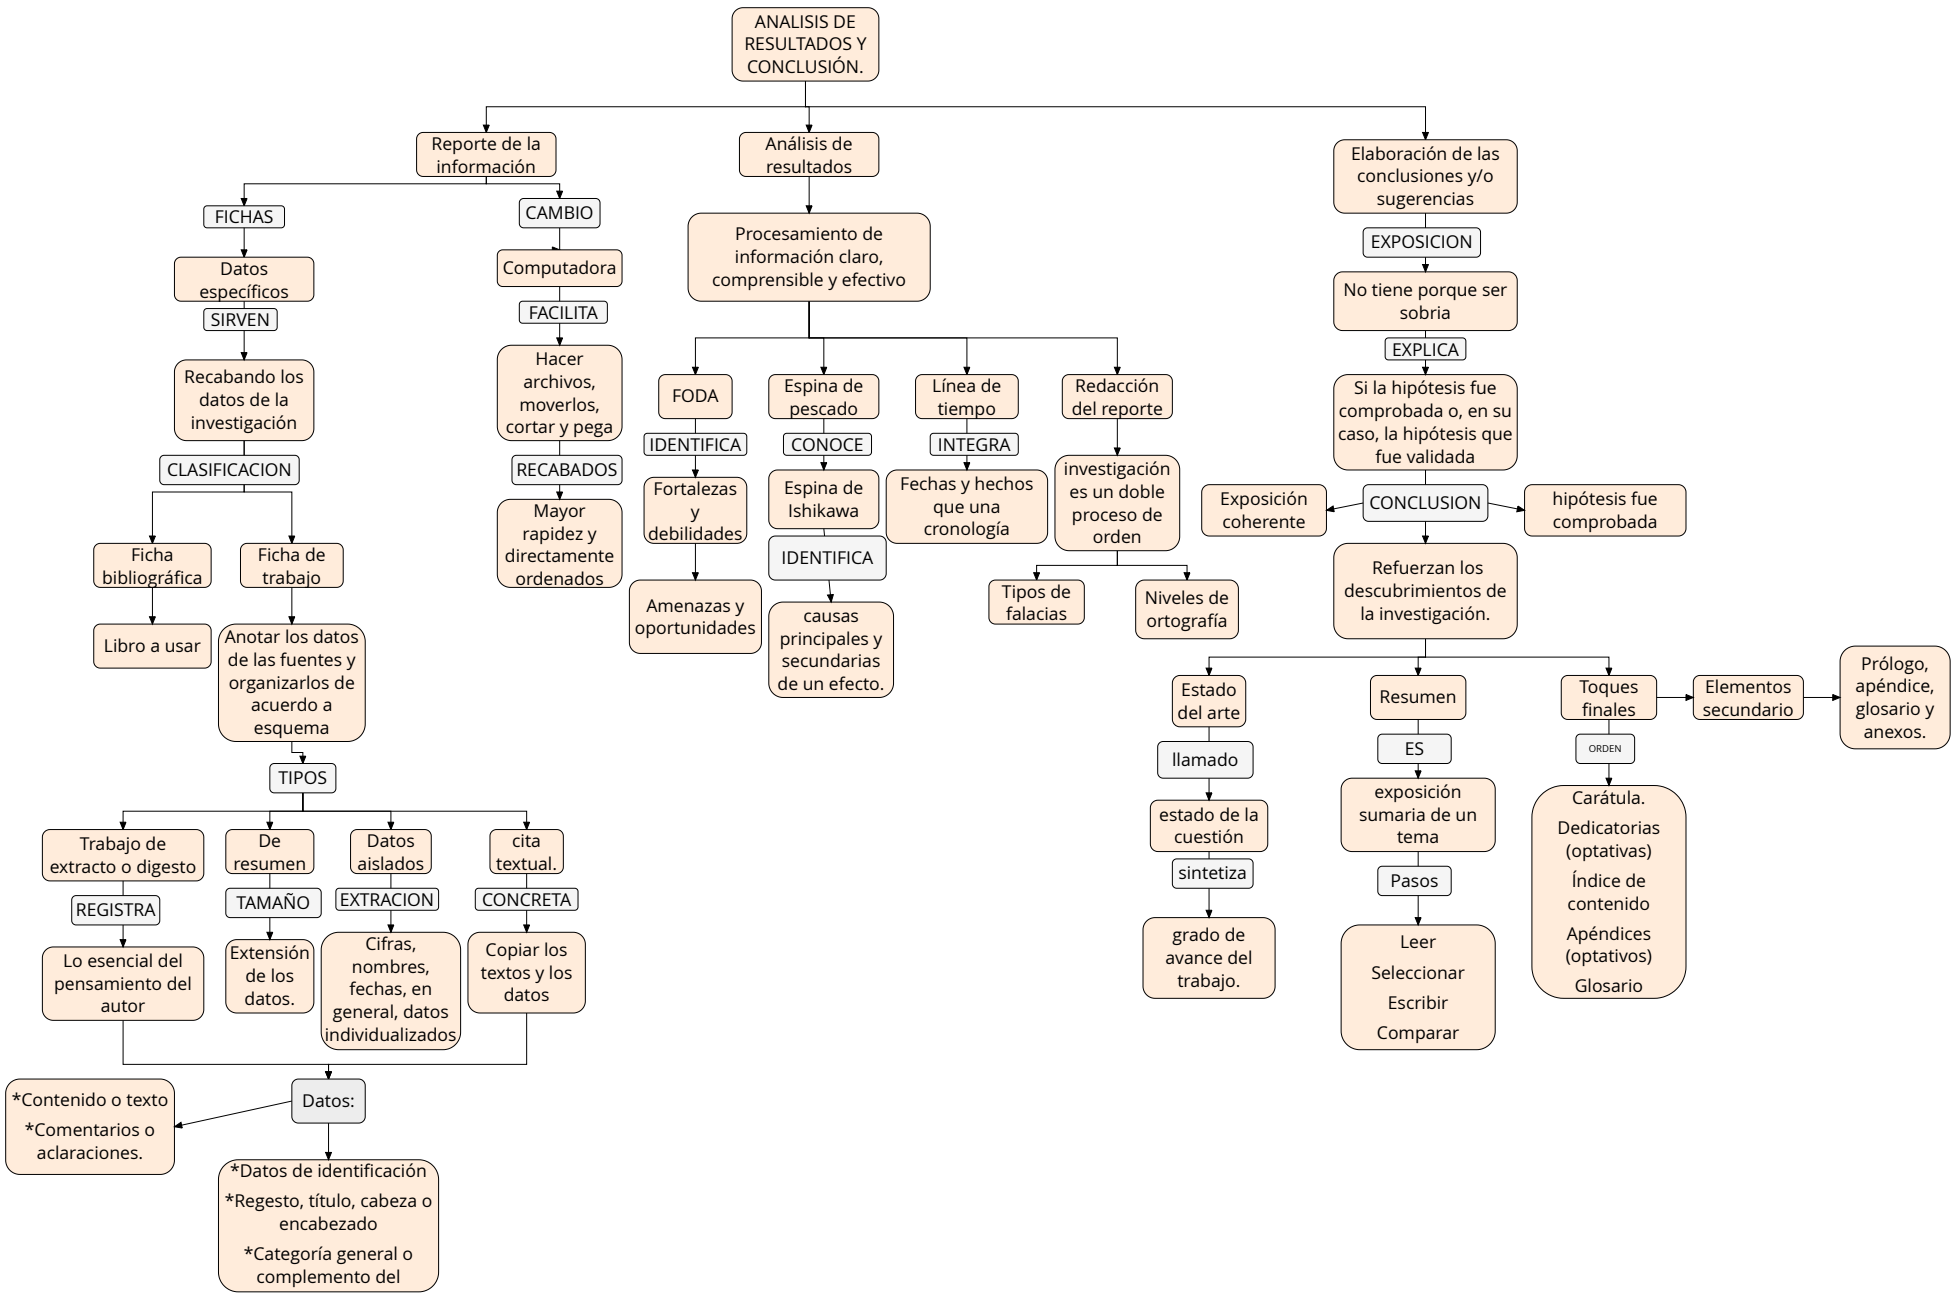 ANALISIS DE
RESULTADOS Y
CONCLUSIÓN.
Reporte de la
información
FICHAS
Datos
específicos
SIRVEN
Recabando los
datos de la
investigación
CLASIFICACION
Ficha
bibliográfica
Libro a usar
Ficha de
trabajo
Anotar los datos
de las fuentes y
organizarlos de
acuerdo a
esquema
TIPOS
Trabajo de
extracto o digesto
REGISTRA
Lo esencial del
pensamiento del
autor
De
resumen
TAMAÑO
Extensión
de los
datos.
Datos
aislados
EXTRACION
Cifras,
nombres,
fechas, en
general, datos
individualizados
cita
textual.
CONCRETA
Copiar los
textos y los
datos
Datos:
*Contenido o texto
*Comentarios o
aclaraciones.
*Datos de identificación
*Regesto, título, cabeza o
encabezado
*Categoría general o
complemento del
CAMBIO
Computadora
FACILITA
Hacer
archivos,
moverlos,
cortar y pega
RECABADOS
Mayor
rapidez y
directamente
ordenados
Análisis de
resultados
Procesamiento de
información claro,
comprensible y efectivo
FODA
IDENTIFICA
Fortalezas
y
debilidades
Amenazas y
oportunidades
Espina de
pescado
CONOCE
Espina de
Ishikawa
IDENTIFICA
causas
principales y
secundarias
de un efecto.
Línea de
tiempo
INTEGRA
Fechas y hechos
que una
cronología
Redacción
del reporte
investigación
es un doble
proceso de
orden
Tipos de
falacias
Niveles de
ortografía
Elaboración de las
conclusiones y/o
sugerencias
EXPOSICION
No tiene porque ser
sobria
EXPLICA
Si la hipótesis fue
comprobada o, en su
caso, la hipótesis que
fue validada
CONCLUSION
Exposición
coherente
hipótesis fue
comprobada
Refuerzan los
descubrimientos de
la investigación.
Estado
del arte
llamado
estado de la
cuestión
sintetiza
grado de
avance del
trabajo.
Resumen
ES
exposición
sumaria de un
tema
Pasos
Leer
Seleccionar
Escribir
Comparar
Toques
finales
ORDEN
Carátula.
Dedicatorias
(optativas)
Índice de
contenido
Apéndices
(optativos)
Glosario
Elementos
secundario
Prólogo,
apéndice,
glosario y
anexos.